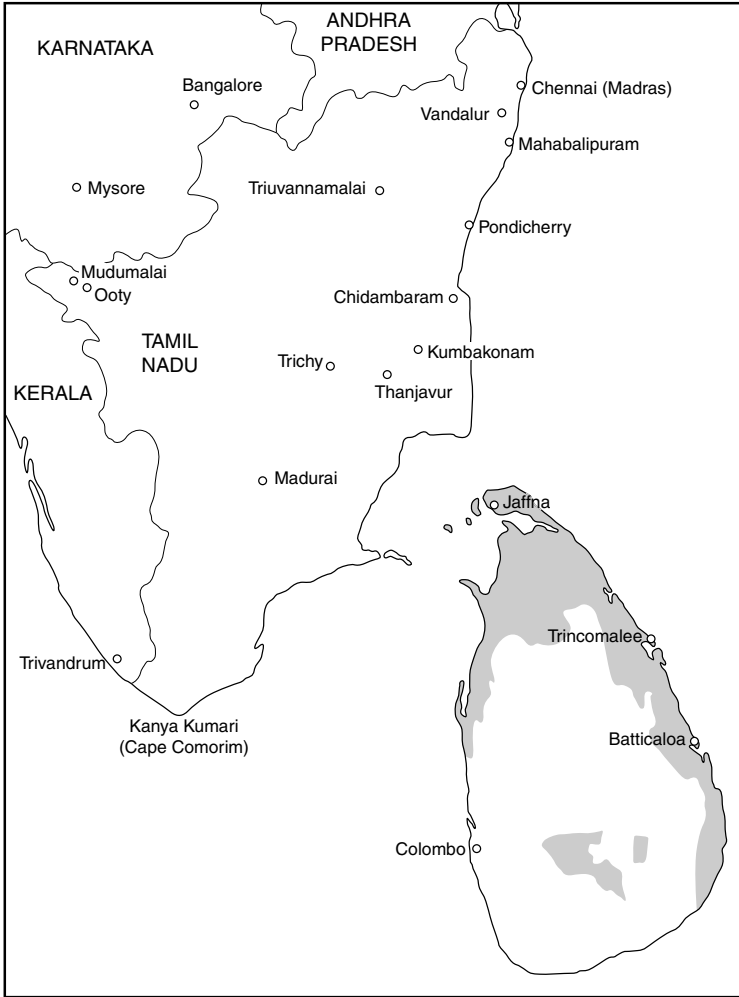 ANDHRA
PRADESH
KARNATAKA
Bangalore
Chennai (Madras)
Vandalur
Mahabalipuram
Mysore
Triuvannamalai
Pondicherry
Mudumalai
Ooty
Chidambaram
TAMIL
NADU
Kumbakonam
Trichy
Thanjavur
KERALA
Madurai
Jaffna
Trincomalee
Trivandrum
Kanya Kumari
(Cape Comorim)
Batticaloa
Colombo